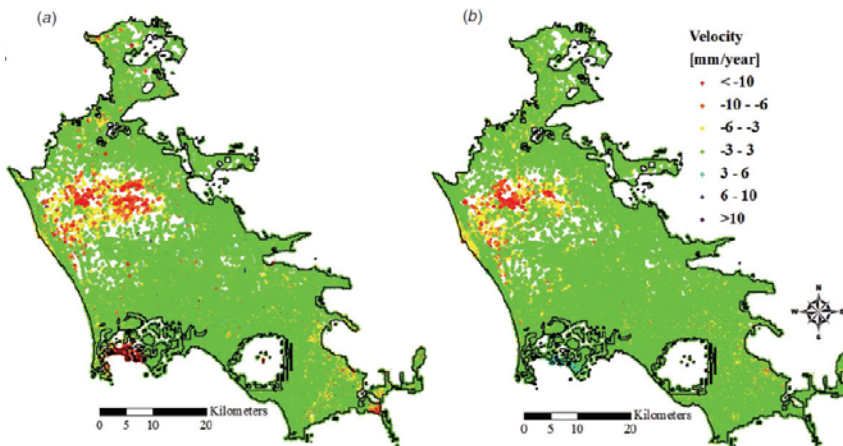 (a)
(b)
Velocity
[mm/year]
< -10
-10 - -6
-6 - -3
-3 - 3
3 - 6
6 - 10
>10
N
W E
S
Kilometers
0 5 10 20
Kilometers
0 5 10 20